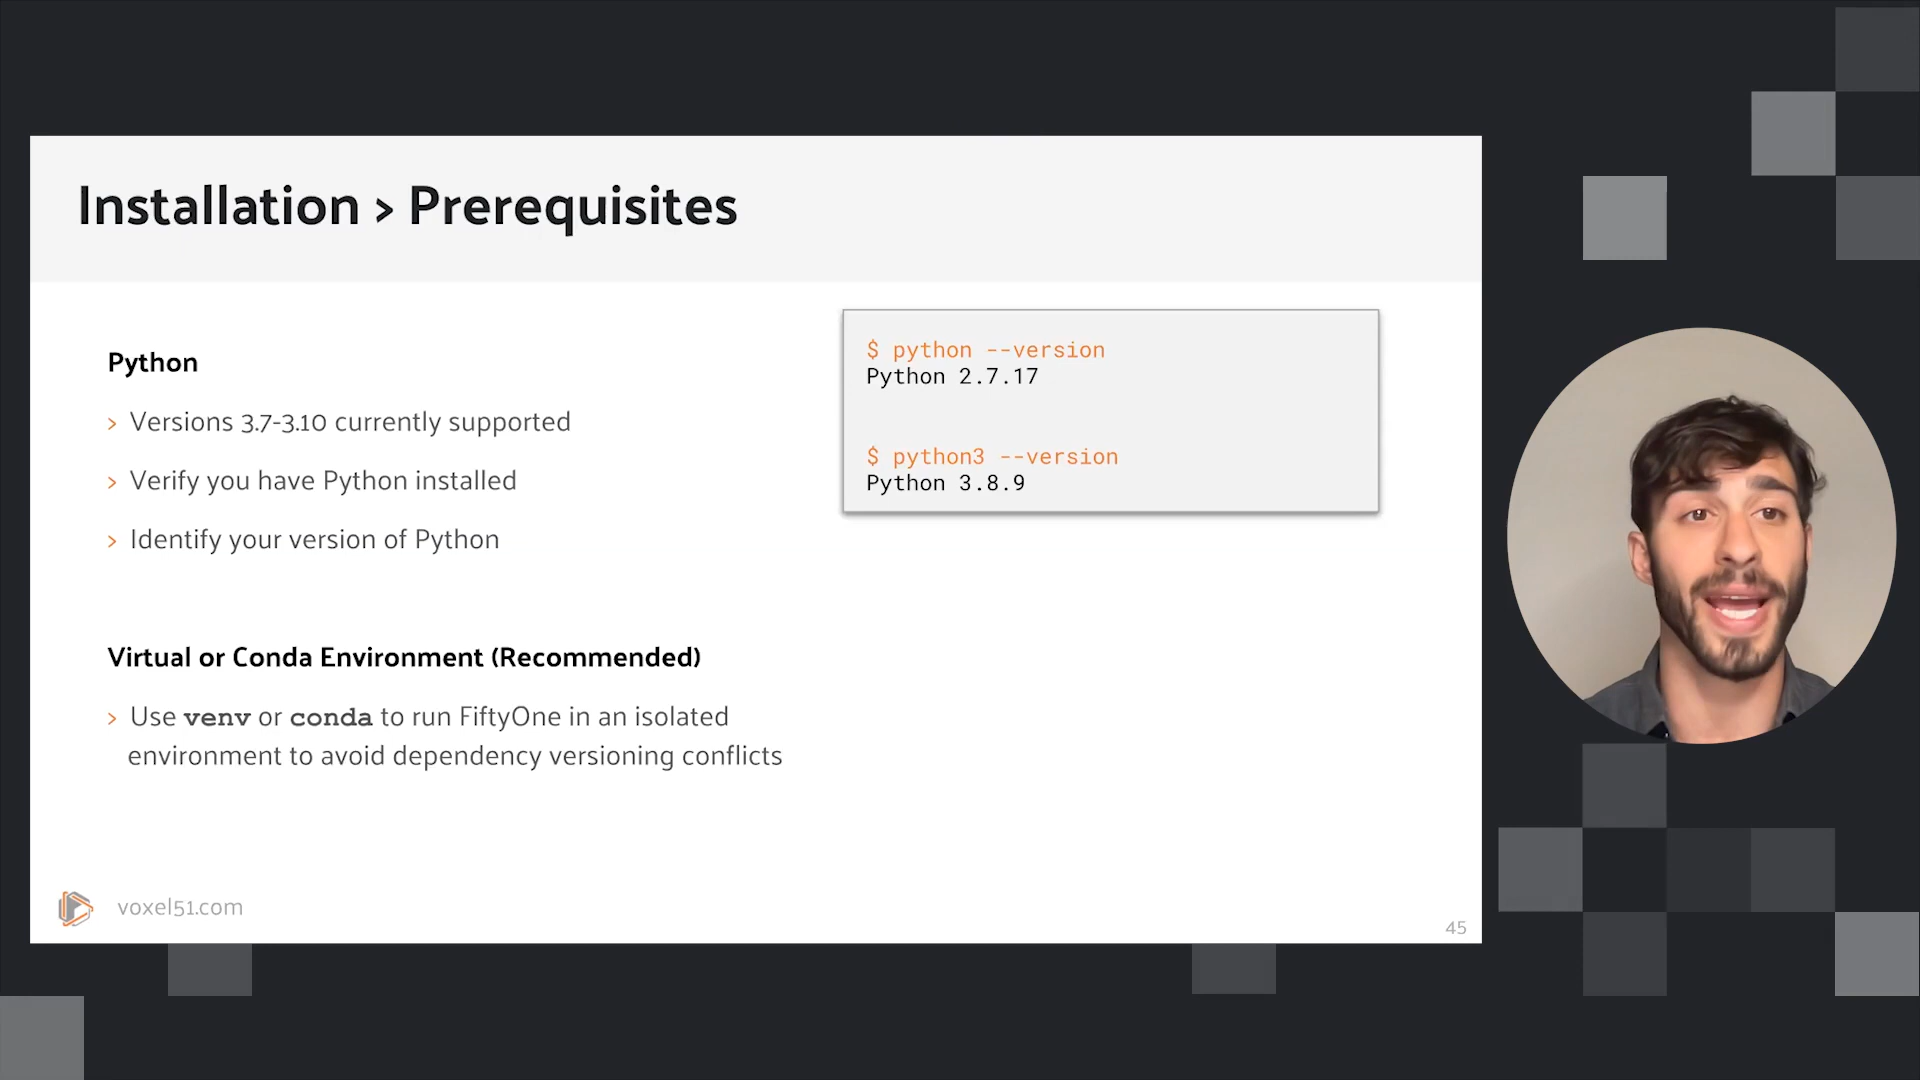 Installation > Prerequisites
Python
> Versions 3.7-3.10 currently supported
> Verify you have Python installed
> Identify your version of Python
Virtual or Conda Environment (Recommended)
> Use venv or conda to run FiftyOne in an isolated
environment to avoid dependency versioning conflicts
$ python --version
Python 2.7.17
$ python3 --version
Python 3.8.9
voxel51.com
45